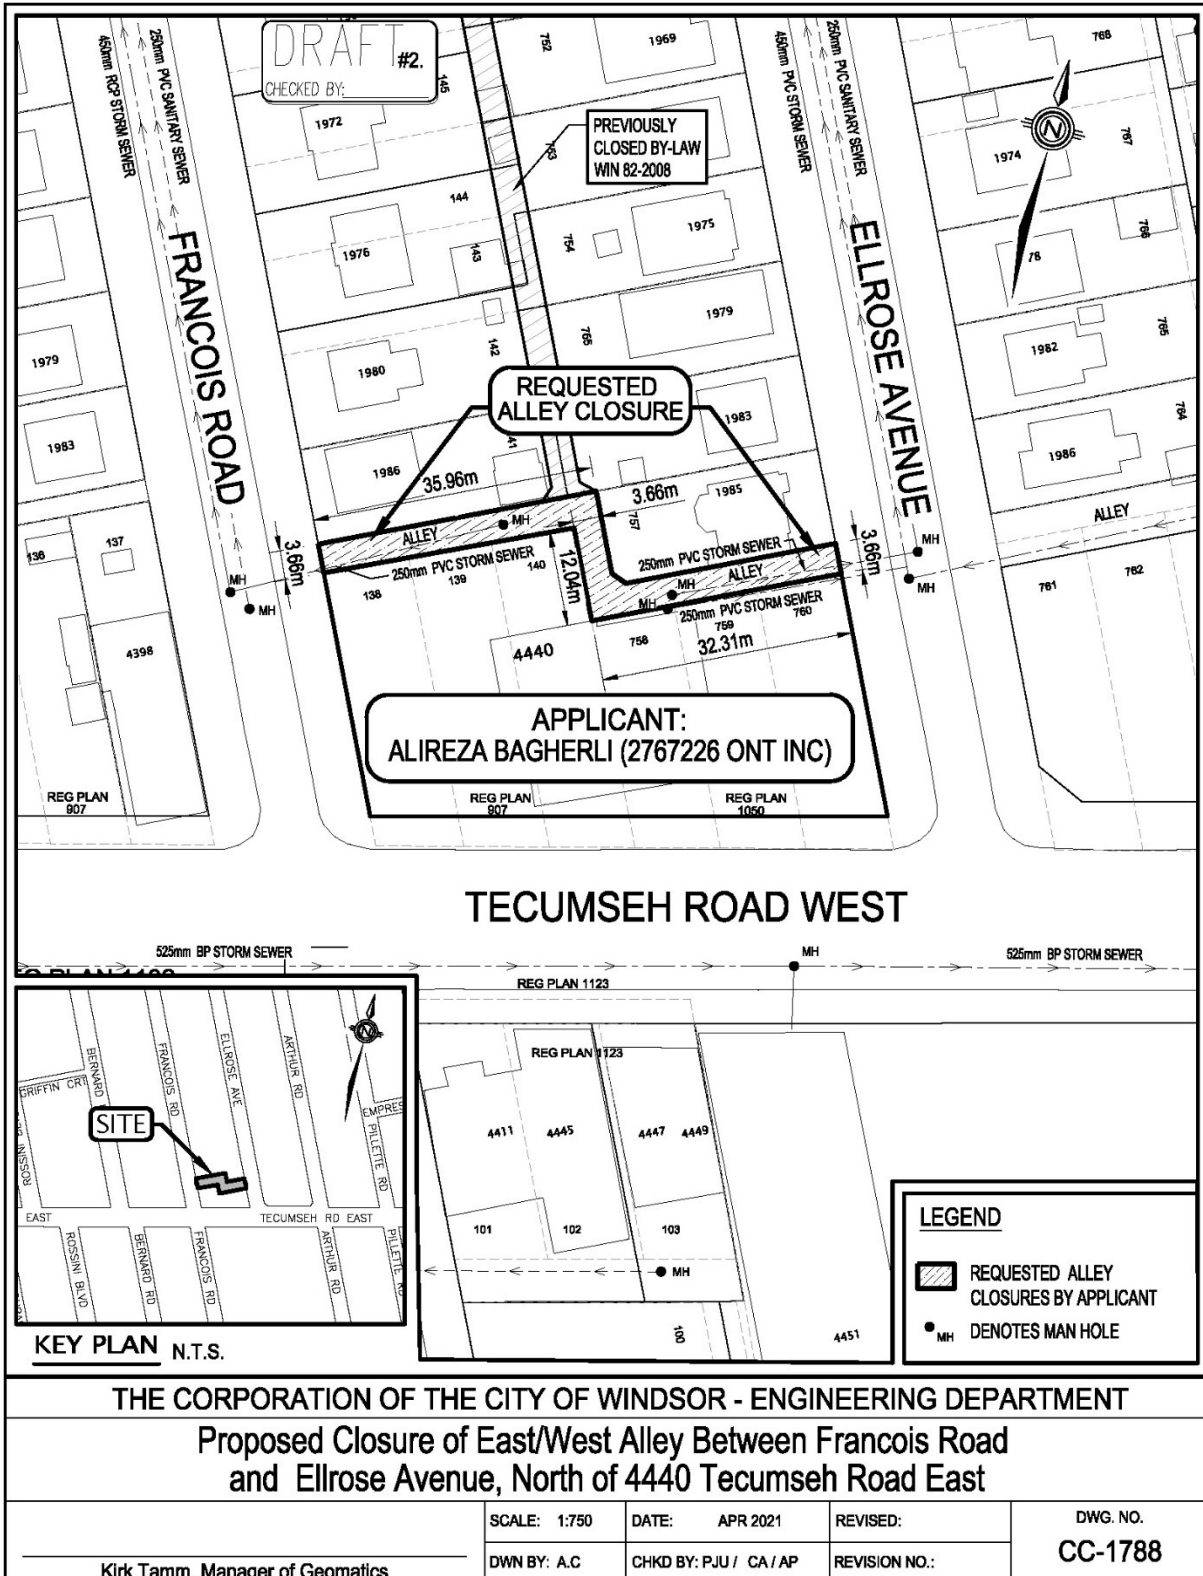 DRAFT #2.
CHECKED BY:
450mm RCP STORM SEWER
250mm PVC SANITARY SEWER
145
752
1969
450mm PVC STORM SEWER
250mm PVC SANITARY SEWER
768
1972
753
PREVIOUSLY
CLOSED BY-LAW
WIN 82-2008
N
1974
767
144
1976
143
754
1975
78
766
FRANCOIS ROAD
ELLROSE AVENUE
1979
1980
142
765
1979
1982
765
REQUESTED
ALLEY CLOSURE
1983
1986
41
1983
1986
764
35.96m
3.66m
757
1985
ALLEY
MH
ALLEY
136
137
3.66m
250mm PVC STORM SEWER
139
140
138
12.04m
250mm PVC STORM SEWER
ALLEY
3.66m
MH
MH
MH
MH
MH
MH
250mm PVC STORM SEWER
758
759
760
32.31m
761
762
4398
4440
APPLICANT:
ALIREZA BAGHERLI (2767226 ONT INC)
REG PLAN
907
REG PLAN
907
REG PLAN
1050
TECUMSEH ROAD WEST
525mm BP STORM SEWER
MH
525mm BP STORM SEWER
REG PLAN 1123
REG PLAN 1123
4411
4445
4447
4449
101
102
103
MH
100
4451
N
GRIFFIN CRT
BERNARD
FRANCOIS RD
ELLROSE AVE
ARTHUR RD
EMPRES
PILLETTE RD
SITE
EAST
TECUMSEH RD EAST
ROSSINI BLVD
BERNARD RD
FRANCOIS RD
ARTHUR RD
KEY PLAN N.T.S.
LEGEND
REQUESTED ALLEY
CLOSURES BY APPLICANT
MH DENOTES MAN HOLE
THE CORPORATION OF THE CITY OF WINDSOR - ENGINEERING DEPARTMENT
Proposed Closure of East/West Alley Between Francois Road
and Ellrose Avenue, North of 4440 Tecumseh Road East
SCALE: 1:750
DATE: APR 2021
REVISED:
DWG. NO.
CC-1788
Kirk Tamm, Manager of Geomatics
DWN BY: A.C
CHKD BY: PJU / CA / AP
REVISION NO.: